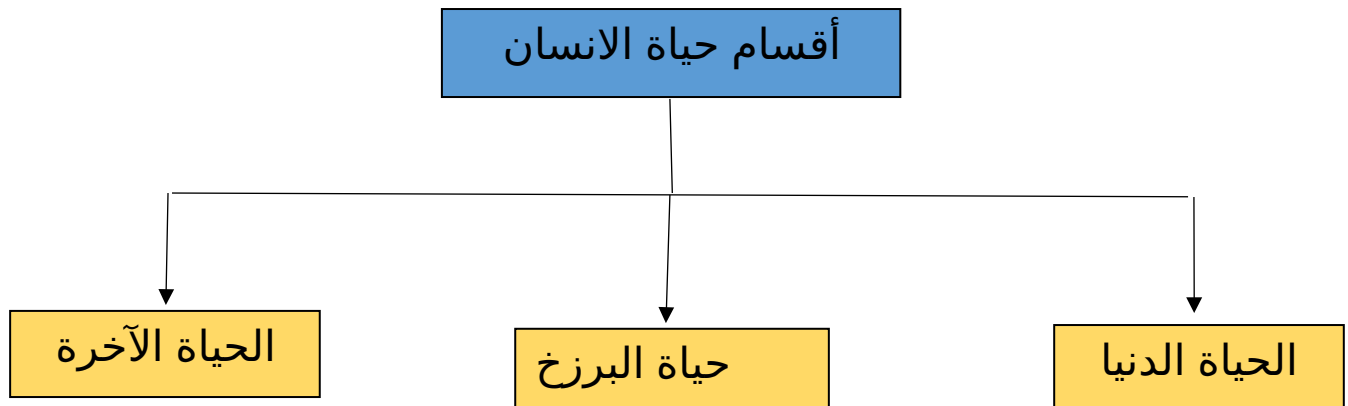 أقسام حياة الانسان
الحياة الدنيا
حياة البرزخ
الحياة الآخرة